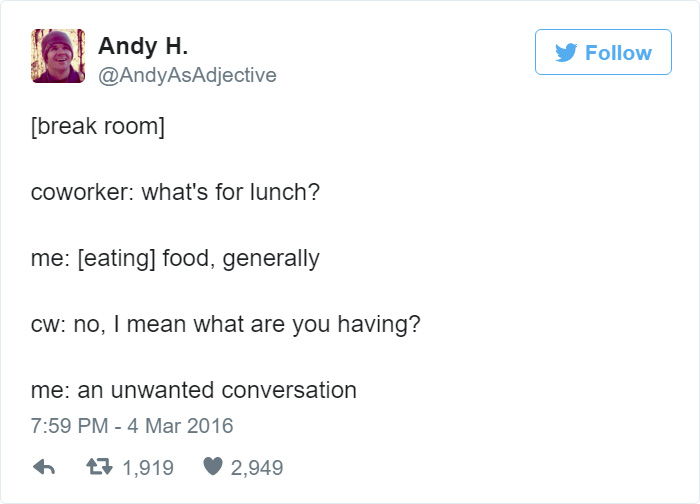 Andy H.
@AndyAsAdjective
Follow
[break room]
coworker: what's for lunch?
me: [eating] food, generally
cw: no, I mean what are you having?
me: an unwanted conversation
7:59 PM - 4 Mar 2016
1,919 2,949